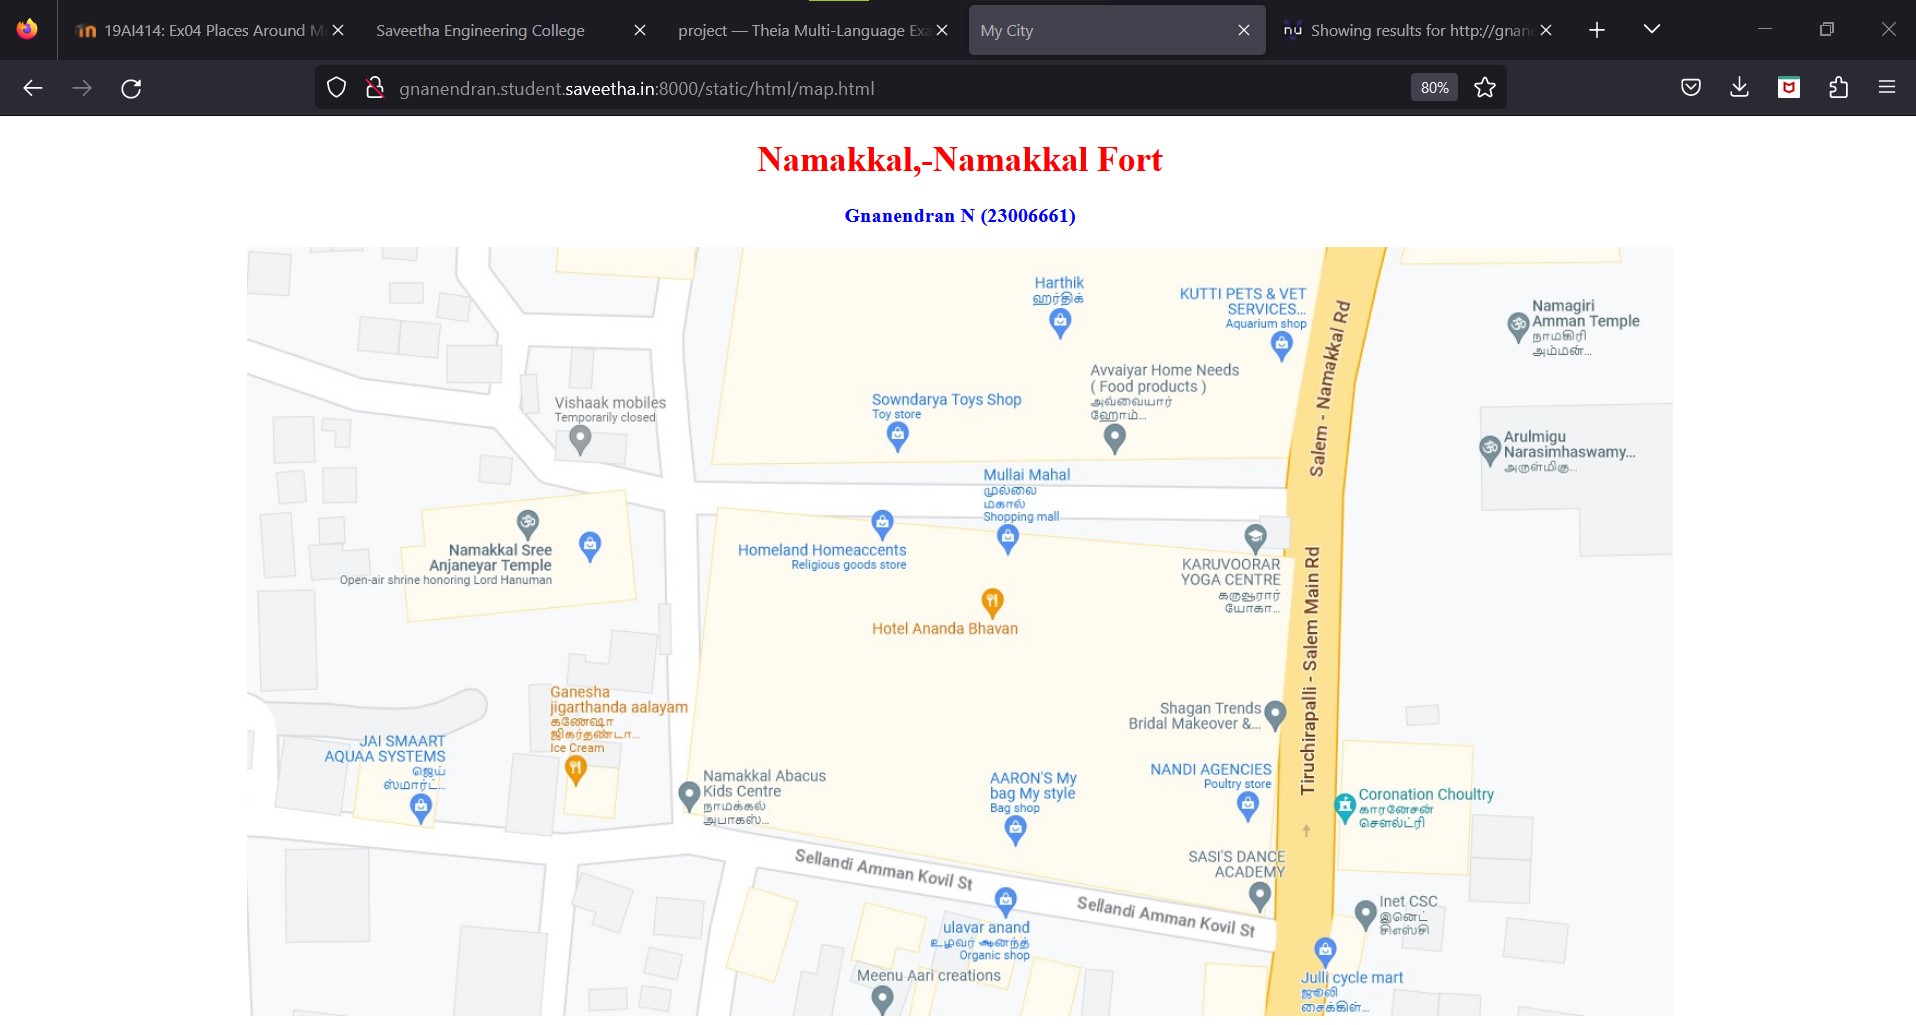 19AI414: Ex04 Places Around M
Saveetha Engineering College
project — Theia Multi-Language Exa
My City
nu
Showing results for http://gnane
gnanendran.student.saveetha.in:8000/static/html/map.html
80%
Namakkal,-Namakkal Fort
Gnanendran N (23006661)
Harthik
ஹர்திக்
KUTTI PETS & VET
SERVICES...
Aquarium shop
Salem - Namakkal Rd
Namagiri
Amman Temple
நாமகிரி
அம்மன்...
Avvaiyar Home Needs
( Food products )
அவ்வையார்
ஹோம்...
Vishaak mobiles
Temporarily closed
Sowndarya Toys Shop
Toy store
Arulmigu
Narasimhaswamy...
அருள்மிகு...
Mullai Mahal
முல்லை
மகால்
Shopping mall
Namakkal Sree
Anjaneyar Temple
Open-air shrine honoring Lord Hanuman
Homeland Homeaccents
Religious goods store
KARUVOORAR
YOGA CENTRE
கருவூரார்
யோகா...
Tiruchirapalli - Salem Main Rd
Hotel Ananda Bhavan
Ganesha
jigarthanda aalayam
கணேஷா
ஜிகர்தண்டா...
Ice Cream
Shagan Trends
Bridal Makeover &...
JAI SMAART
AQUAA SYSTEMS
ஜெய்
ஸ்மார்ட்...
Namakkal Abacus
Kids Centre
நாமக்கல்
அபாகஸ்...
AARON'S My
bag My style
Bag shop
NANDI AGENCIES
Poultry store
Coronation Choultry
காரனேசன்
சௌல்ட்ரி
SASI'S DANCE
ACADEMY
Sellandi Amman Kovil St
Sellandi Amman Kovil St
Inet CSC
இனெட்
சிஎஸ்சி
ulavar anand
உழவர் ஆனந்த்
Organic shop
Meenu Aari creations
Julli cycle mart
ஜூலி
சைக்கிள்...